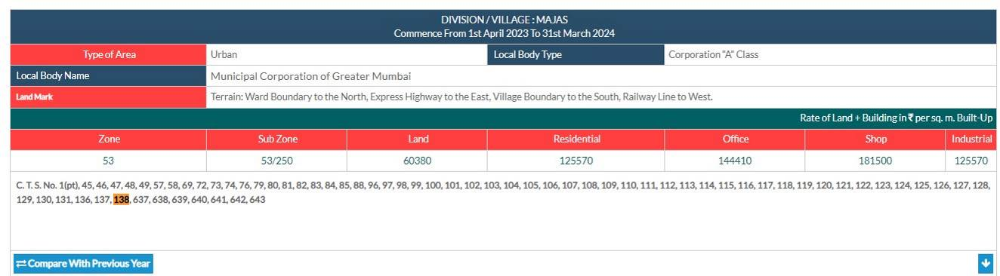 DIVISION / VILLAGE : MAJAS
Commence From 1st April 2023 To 31st March 2024
Type of Area Urban Local Body Type Corporation "A" Class
Local Body Name Municipal Corporation of Greater Mumbai
Land Mark Terrain: Ward Boundary to the North, Express Highway to the East, Village Boundary to the South, Railway Line to West.
Rate of Land + Building in ₹ per sq. m. Built-Up
Zone Sub Zone Land Residential Office Shop Industrial
53 53/250 60380 125570 144410 181500 125570
C. T. S. No. 1(pt), 45, 46, 47, 48, 49, 57, 58, 69, 72, 73, 74, 76, 79, 80, 81, 82, 83, 84, 85, 88, 96, 97, 98, 99, 100, 101, 102, 103, 104, 105, 106, 107, 108, 109, 110, 111, 112, 113, 114, 115, 116, 117, 118, 119, 120, 121, 122, 123, 124, 125, 126, 127, 128,
129, 130, 131, 136, 137, 138, 637, 638, 639, 640, 641, 642, 643
Compare With Previous Year